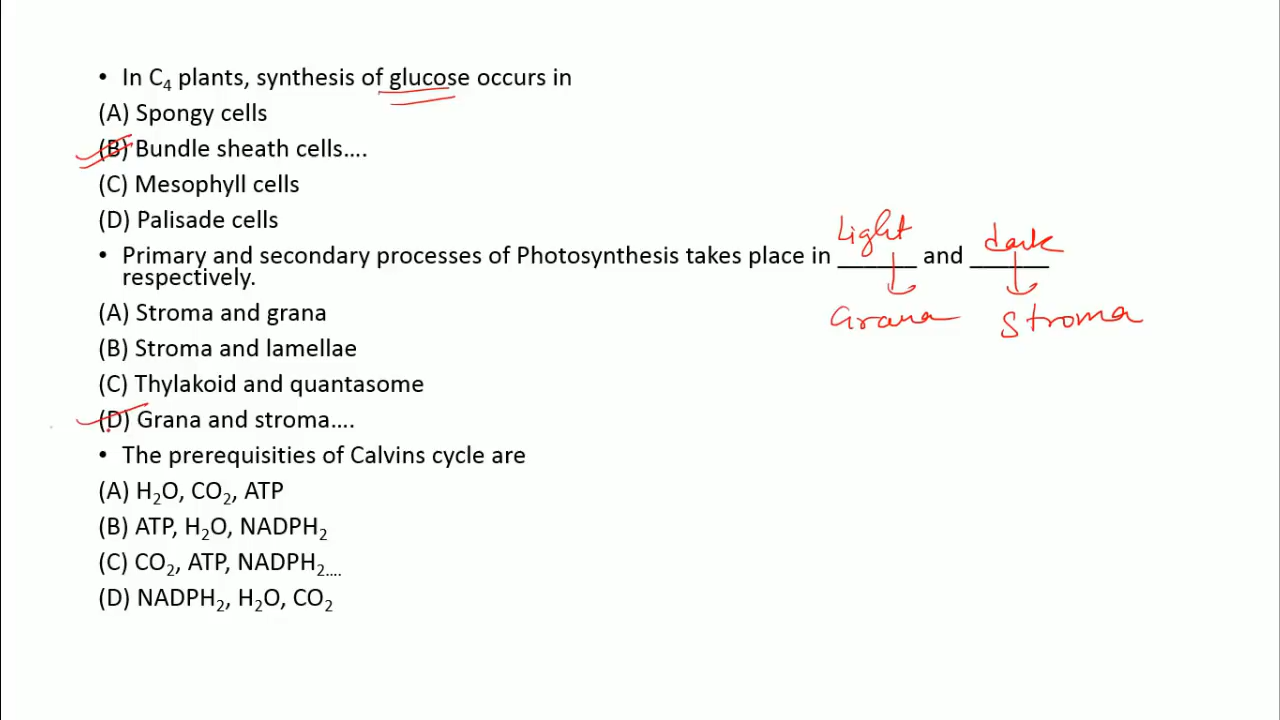 • In C₄ plants, synthesis of glucose occurs in
(A) Spongy cells
(B) Bundle sheath cells....
(C) Mesophyll cells
(D) Palisade cells
Light dark
• Primary and secondary processes of Photosynthesis takes place in ______ and ______
respectively.
Grana Stroma
(A) Stroma and grana
(B) Stroma and lamellae
(C) Thylakoid and quantasome
(D) Grana and stroma....
• The prerequisities of Calvins cycle are
(A) H₂O, CO₂, ATP
(B) ATP, H₂O, NADPH₂
(C) CO₂, ATP, NADPH₂....
(D) NADPH₂, H₂O, CO₂